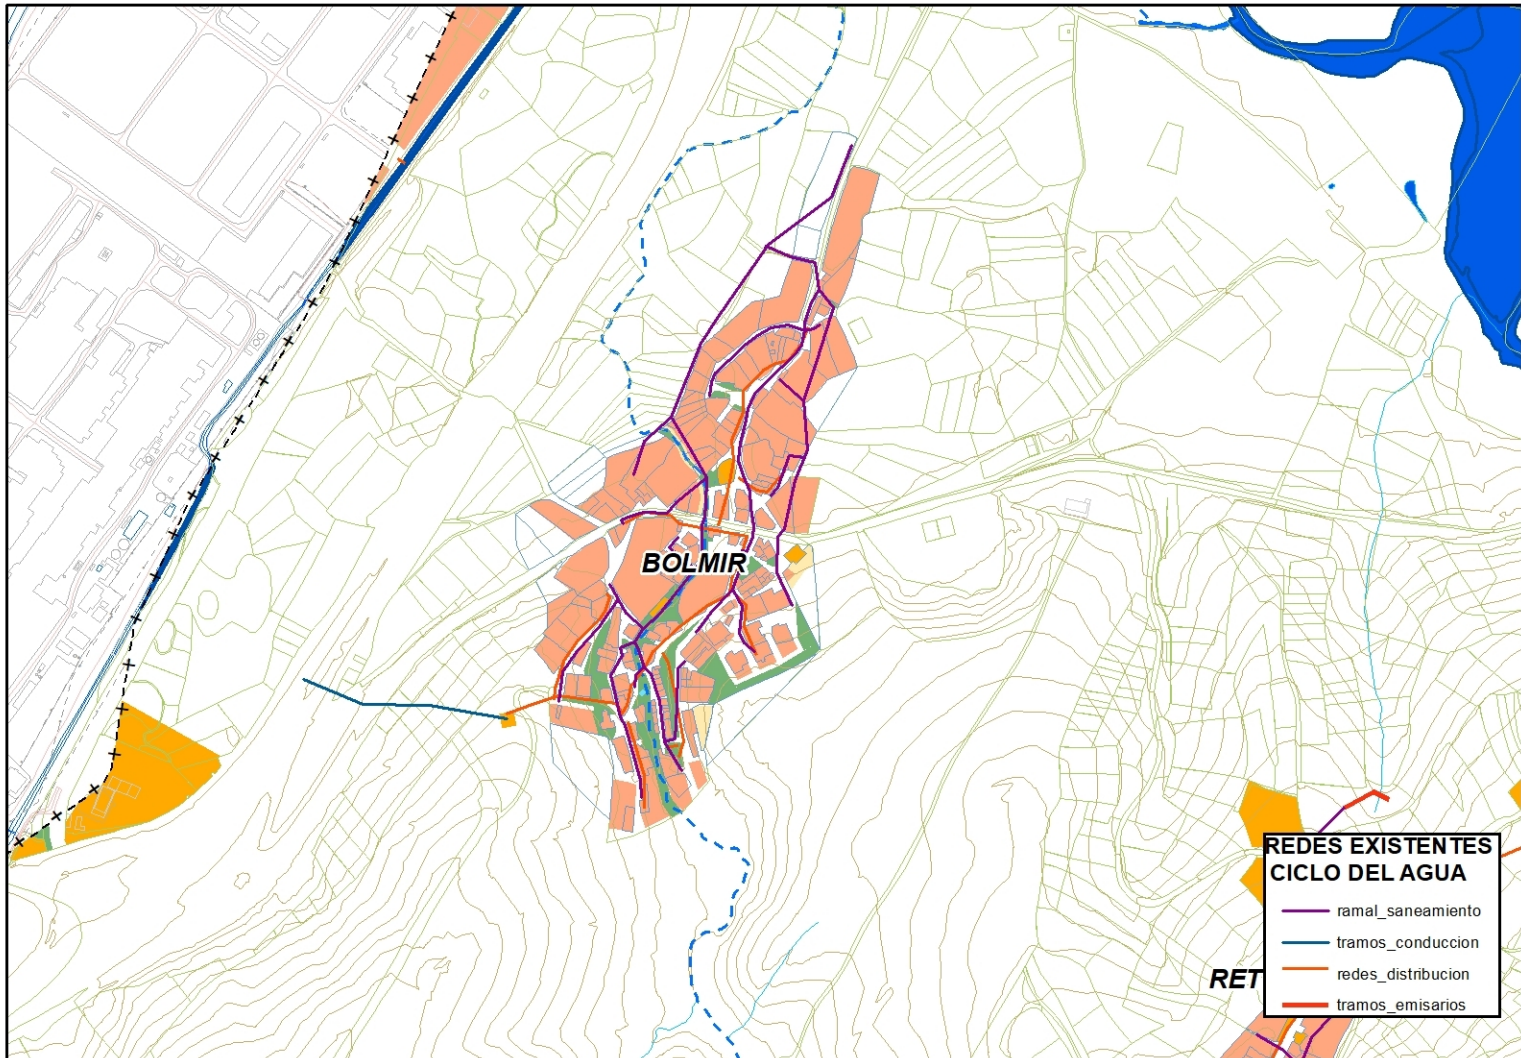 BOLMIR
REDES EXISTENTES
CICLO DEL AGUA
ramal_saneamiento
tramos_conduccion
redes_distribucion
tramos_emisarios
RET